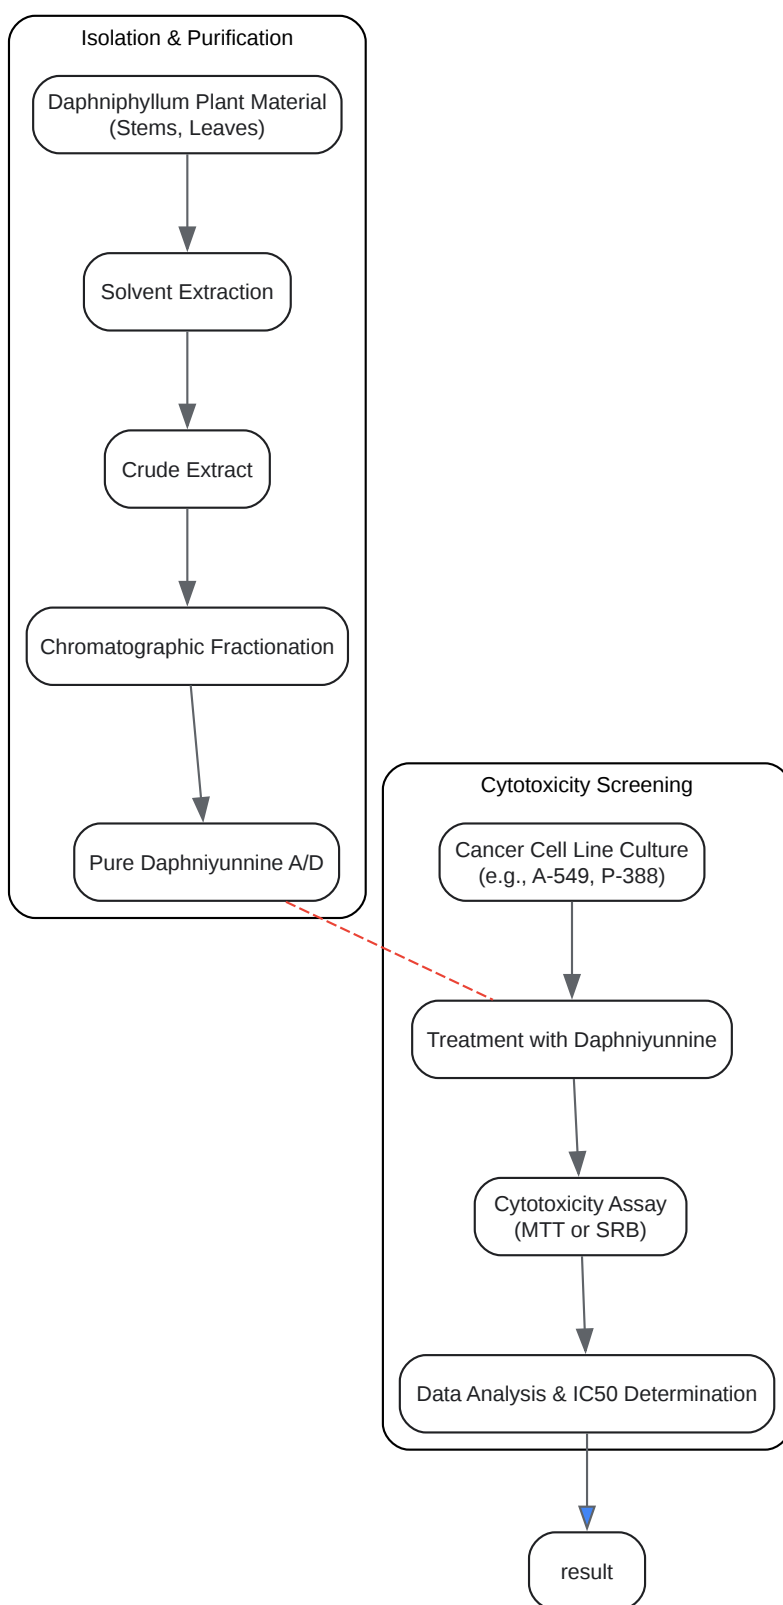 Isolation & Purification
Daphniphyllum Plant Material
(Stems, Leaves)
Solvent Extraction
Crude Extract
Chromatographic Fractionation
Pure Daphniyunnine A/D
Cytotoxicity Screening
Cancer Cell Line Culture
(e.g., A-549, P-388)
Treatment with Daphniyunnine
Cytotoxicity Assay
(MTT or SRB)
Data Analysis & IC50 Determination
result